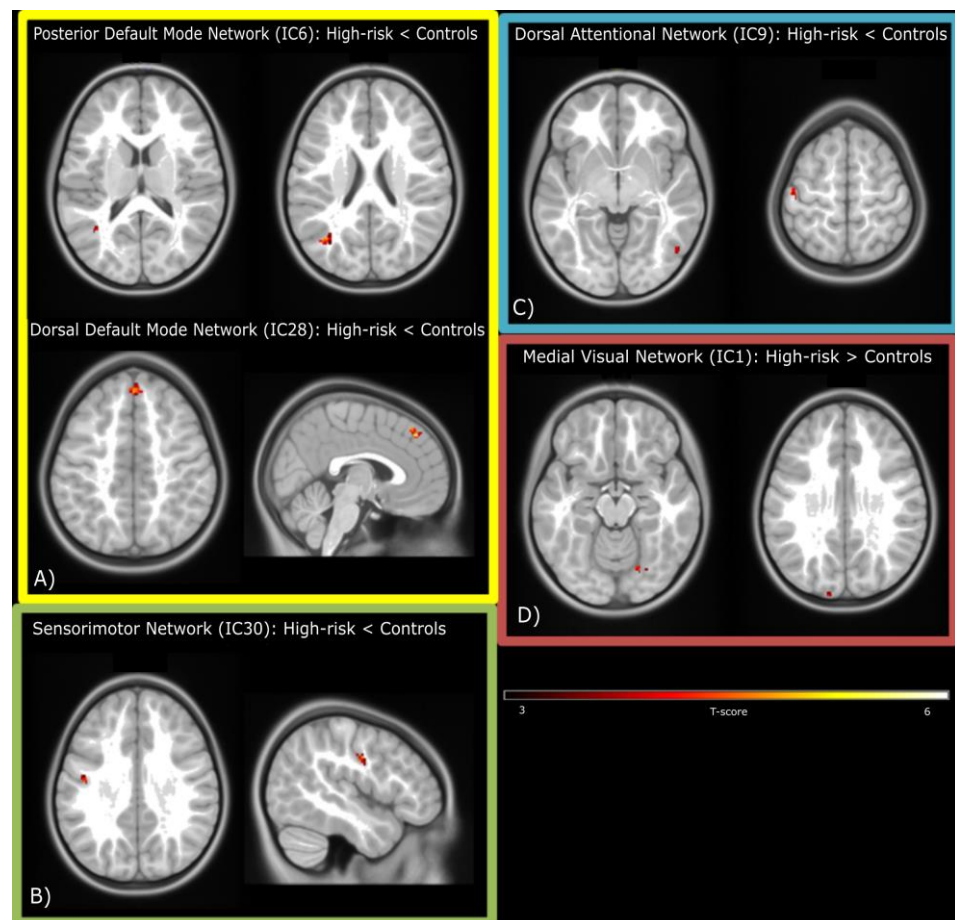 Posterior Default Mode Network (IC6): High-risk < Controls
Dorsal Default Mode Network (IC28): High-risk < Controls
A)
Sensorimotor Network (IC30): High-risk < Controls
B)
Dorsal Attentional Network (IC9): High-risk < Controls
C)
Medial Visual Network (IC1): High-risk > Controls
D)
3
T-score
6